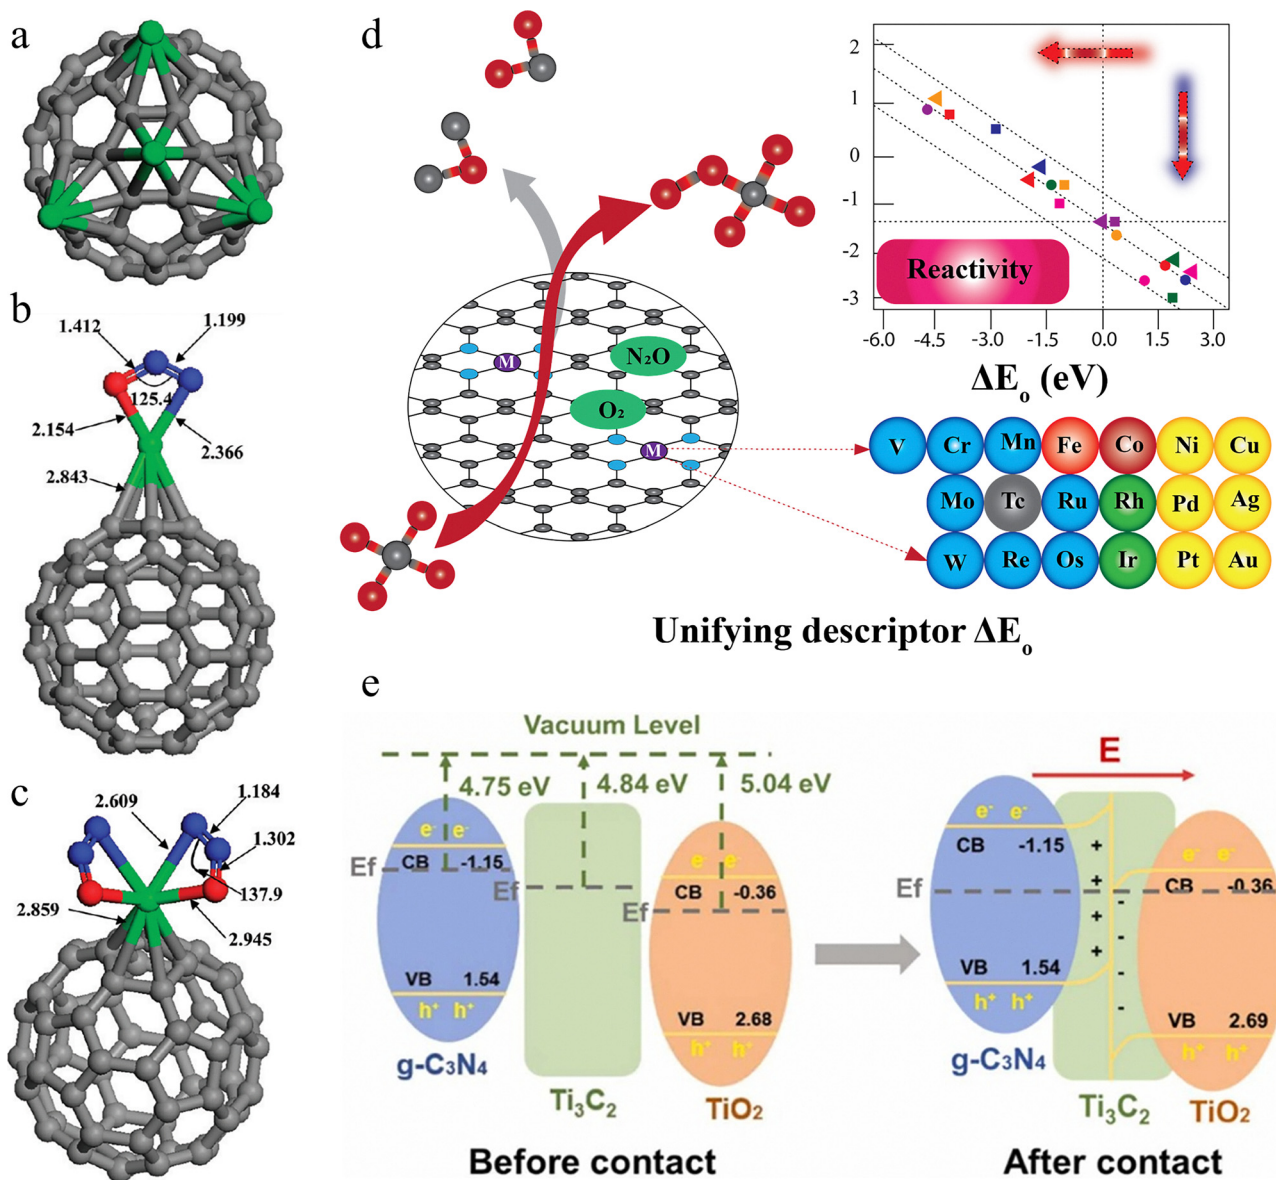 a
b
1.412
1.199
125.4
2.154
2.366
2.843
c
2.609
1.184
1.302
137.9
2.859
2.945
d
M
N₂O
O₂
M
2
1
0
-1
-2
-3
Reactivity
-6.0 -4.5 -3.0 -1.5 0.0 1.5 3.0
ΔEₒ (eV)
V Cr Mn Fe Co Ni Cu
Mo Tc Ru Rh Pd Ag
W Re Os Ir Pt Au
Unifying descriptor ΔEₒ
e
Vacuum Level
4.75 eV
4.84 eV
5.04 eV
e⁻ e⁻
CB -1.15
Ef
VB 1.54
h⁺ h⁺
g-C₃N₄
Ef
Ti₃C₂
e⁻ e⁻
CB -0.36
Ef
VB 2.68
h⁺ h⁺
TiO₂
Before contact
E
e⁻ e⁻
CB -1.15
Ef
VB 1.54
h⁺ h⁺
g-C₃N₄
+
+
+
+
-
-
-
-
Ti₃C₂
e⁻ e⁻
CB -0.36
VB 2.69
h⁺ h⁺
TiO₂
After contact